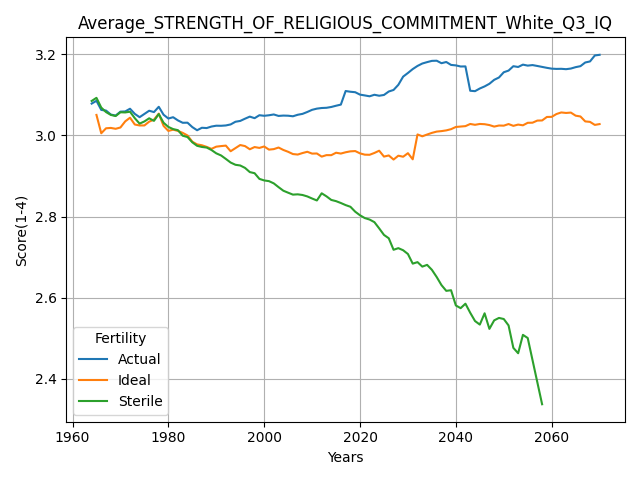 Average_STRENGTH_OF_RELIGIOUS_COMMITMENT_White_Q3_IQ
3.2
3.0
2.8
2.6
2.4
Score(1-4)
Fertility
Actual
Ideal
Sterile
1960 1980 2000 2020 2040 2060
Years